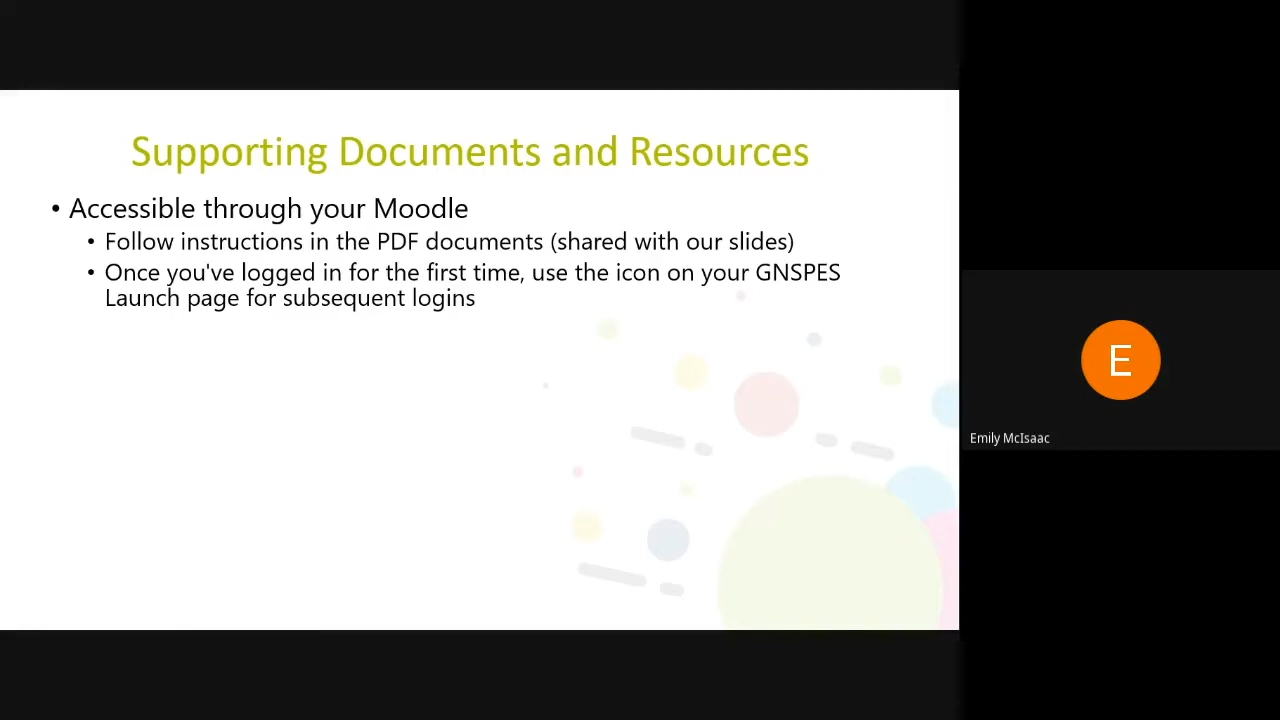 Supporting Documents and Resources
• Accessible through your Moodle
• Follow instructions in the PDF documents (shared with our slides)
• Once you've logged in for the first time, use the icon on your GNSPES
Launch page for subsequent logins
E
Emily McIsaac